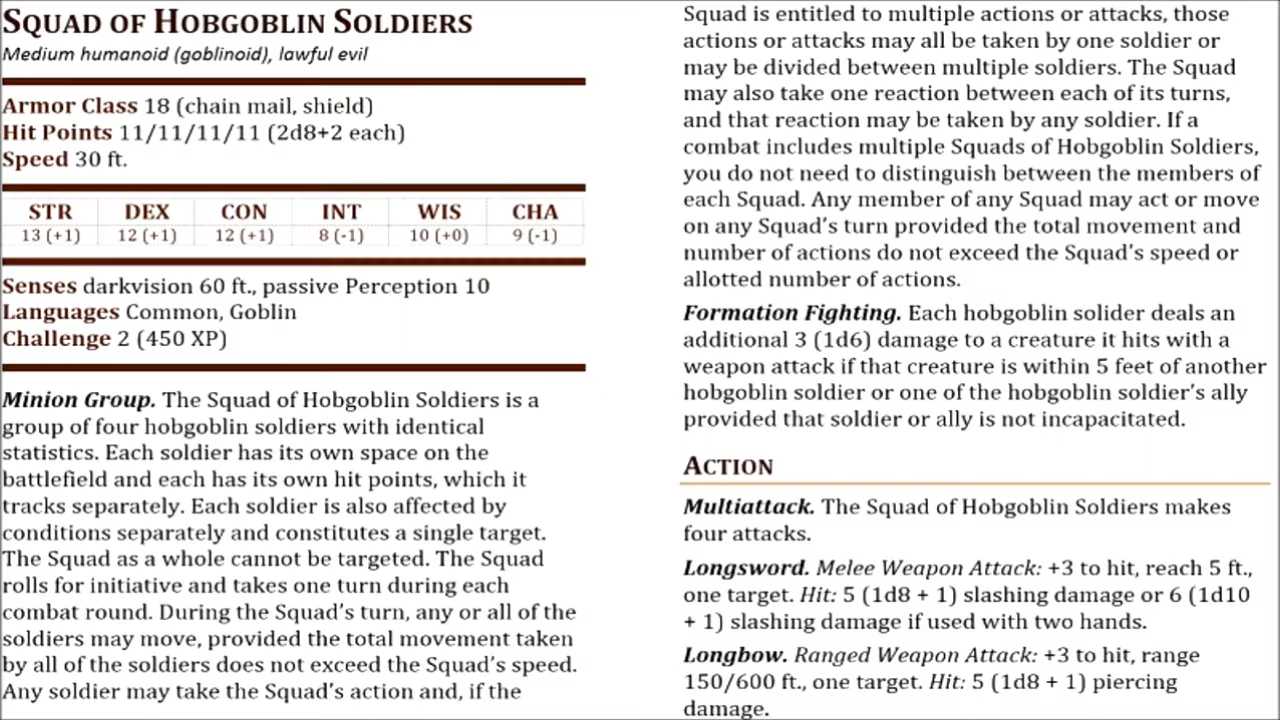 SQUAD OF HOBGOBLIN SOLDIERS
Medium humanoid (goblinoid), lawful evil
Armor Class 18 (chain mail, shield)
Hit Points 11/11/11/11 (2d8+2 each)
Speed 30 ft.
STR DEX CON INT WIS CHA
13 (+1) 12 (+1) 12 (+1) 8 (-1) 10 (+0) 9 (-1)
Senses darkvision 60 ft., passive Perception 10
Languages Common, Goblin
Challenge 2 (450 XP)
Minion Group. The Squad of Hobgoblin Soldiers is a
group of four hobgoblin soldiers with identical
statistics. Each soldier has its own space on the
battlefield and each has its own hit points, which it
tracks separately. Each soldier is also affected by
conditions separately and constitutes a single target.
The Squad as a whole cannot be targeted. The Squad
rolls for initiative and takes one turn during each
combat round. During the Squad's turn, any or all of the
soldiers may move, provided the total movement taken
by all of the soldiers does not exceed the Squad's speed.
Any soldier may take the Squad's action and, if the
Squad is entitled to multiple actions or attacks, those
actions or attacks may all be taken by one soldier or
may be divided between multiple soldiers. The Squad
may also take one reaction between each of its turns,
and that reaction may be taken by any soldier. If a
combat includes multiple Squads of Hobgoblin Soldiers,
you do not need to distinguish between the members of
each Squad. Any member of any Squad may act or move
on any Squad's turn provided the total movement and
number of actions do not exceed the Squad's speed or
allotted number of actions.
Formation Fighting. Each hobgoblin solider deals an
additional 3 (1d6) damage to a creature it hits with a
weapon attack if that creature is within 5 feet of another
hobgoblin soldier or one of the hobgoblin soldier's ally
provided that soldier or ally is not incapacitated.
ACTION
Multiattack. The Squad of Hobgoblin Soldiers makes
four attacks.
Longsword. Melee Weapon Attack: +3 to hit, reach 5 ft.,
one target. Hit: 5 (1d8 + 1) slashing damage or 6 (1d10
+ 1) slashing damage if used with two hands.
Longbow. Ranged Weapon Attack: +3 to hit, range
150/600 ft., one target. Hit: 5 (1d8 + 1) piercing
damage.